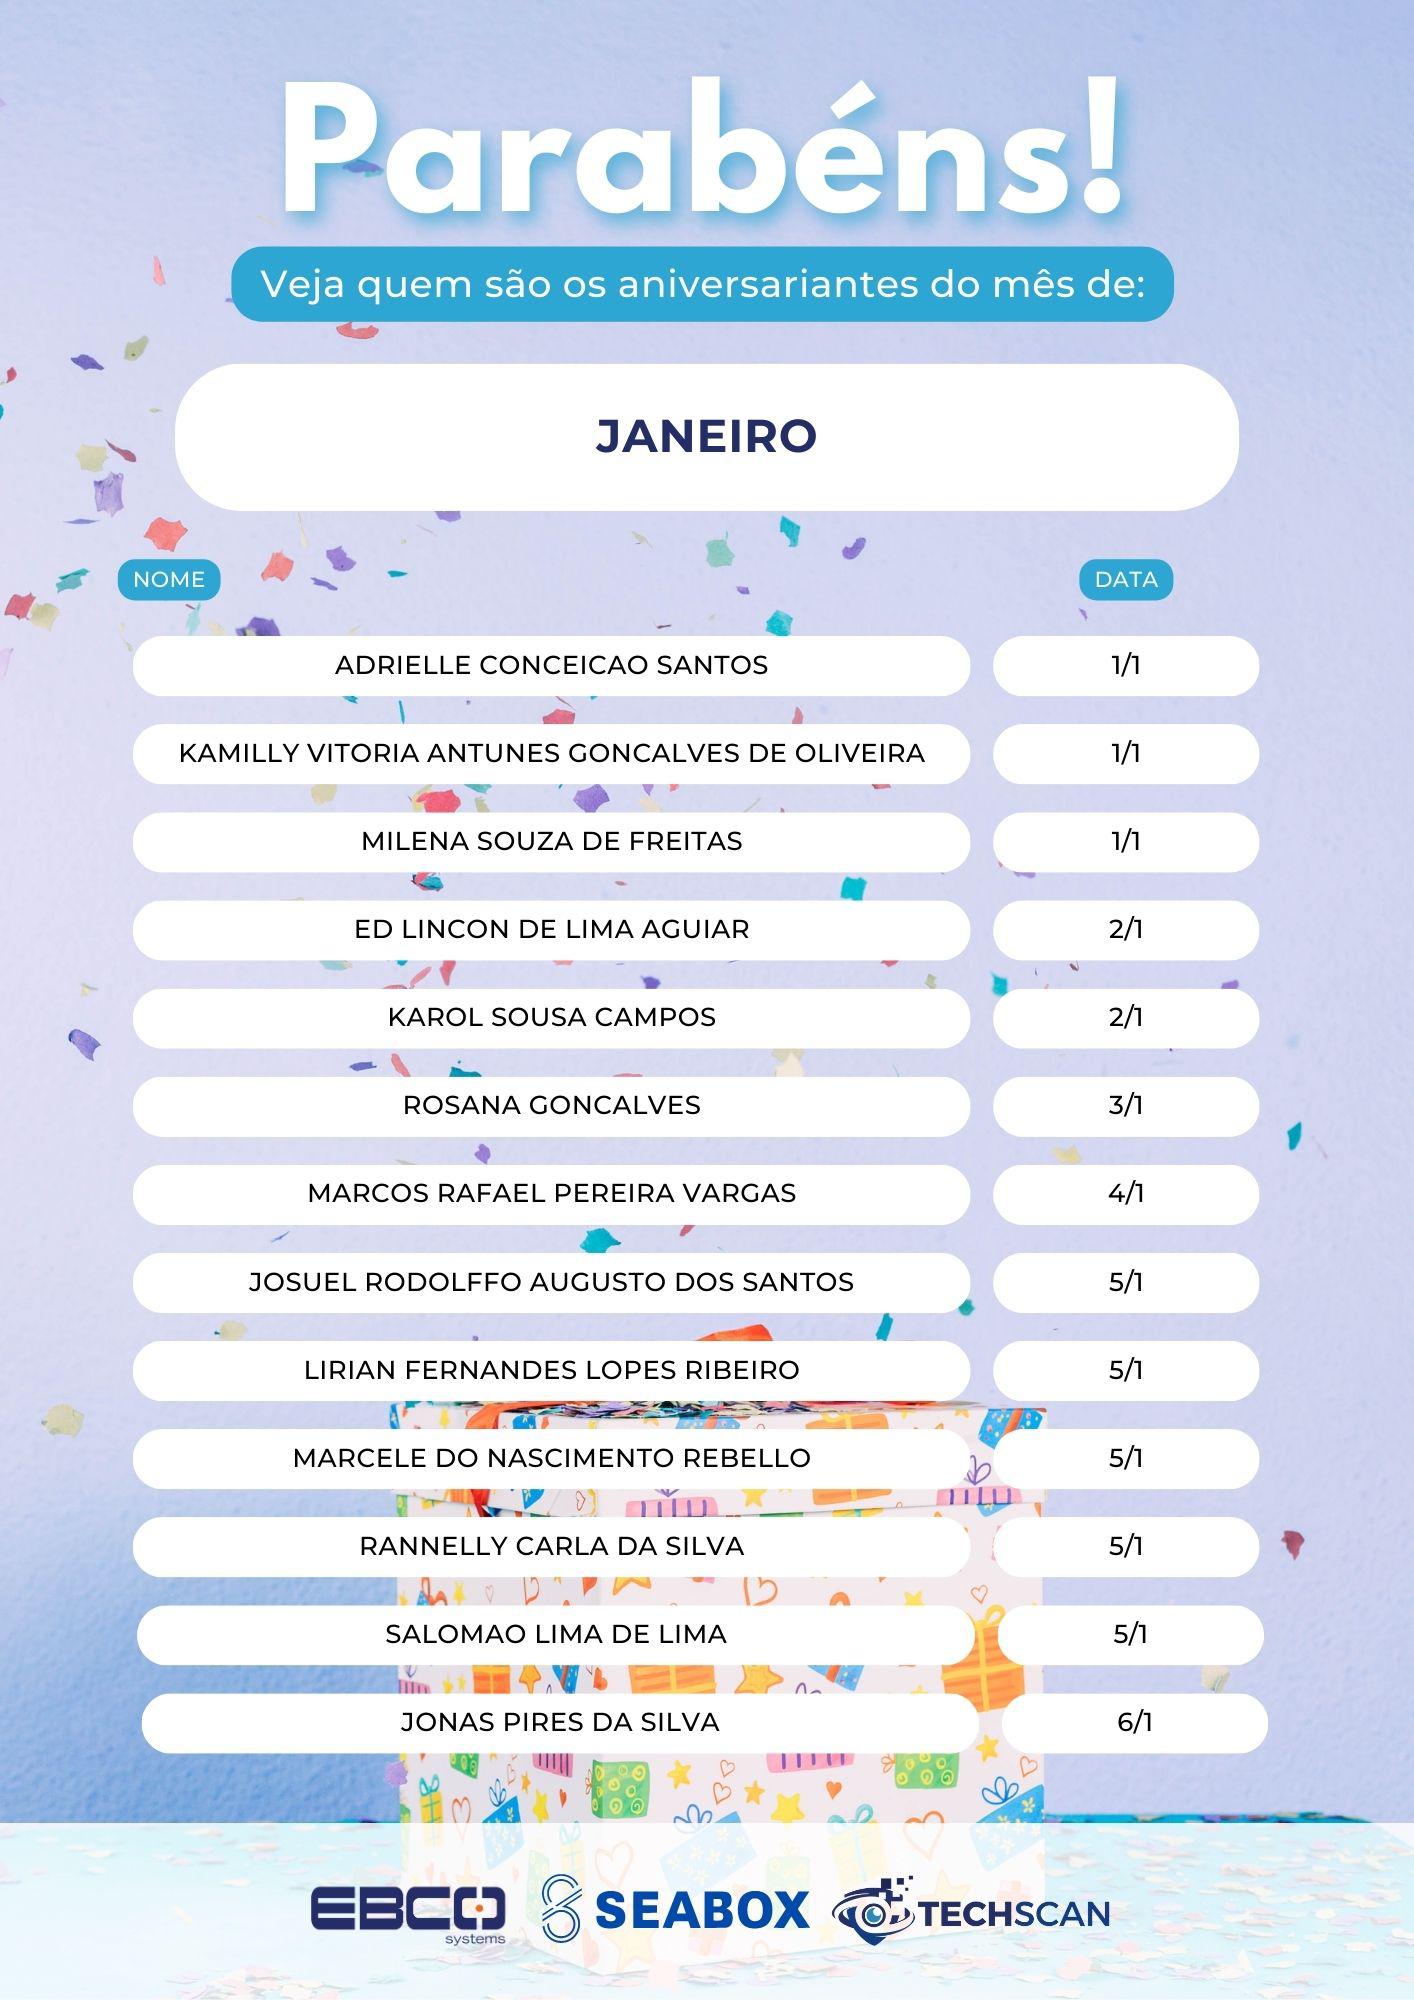 Parabéns!
Veja quem são os aniversariantes do mês de:
JANEIRO
NOME DATA
ADRIELLE CONCEICAO SANTOS 1/1
KAMILLY VITORIA ANTUNES GONCALVES DE OLIVEIRA 1/1
MILENA SOUZA DE FREITAS 1/1
ED LINCON DE LIMA AGUIAR 2/1
KAROL SOUSA CAMPOS 2/1
ROSANA GONCALVES 3/1
MARCOS RAFAEL PEREIRA VARGAS 4/1
JOSUEL RODOLFFO AUGUSTO DOS SANTOS 5/1
LIRIAN FERNANDES LOPES RIBEIRO 5/1
MARCELE DO NASCIMENTO REBELLO 5/1
RANNELLY CARLA DA SILVA 5/1
SALOMAO LIMA DE LIMA 5/1
JONAS PIRES DA SILVA 6/1
EBCO systems SEABOX TECHSCAN